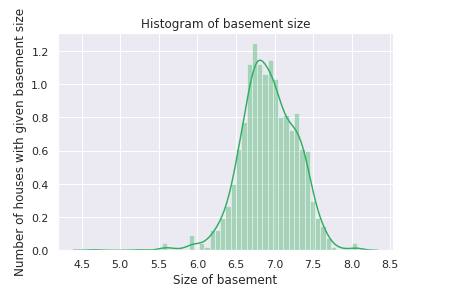 Histogram of basement size
Number of houses with given basement size
1.2
1.0
0.8
0.6
0.4
0.2
0.0
4.5 5.0 5.5 6.0 6.5 7.0 7.5 8.0 8.5
Size of basement